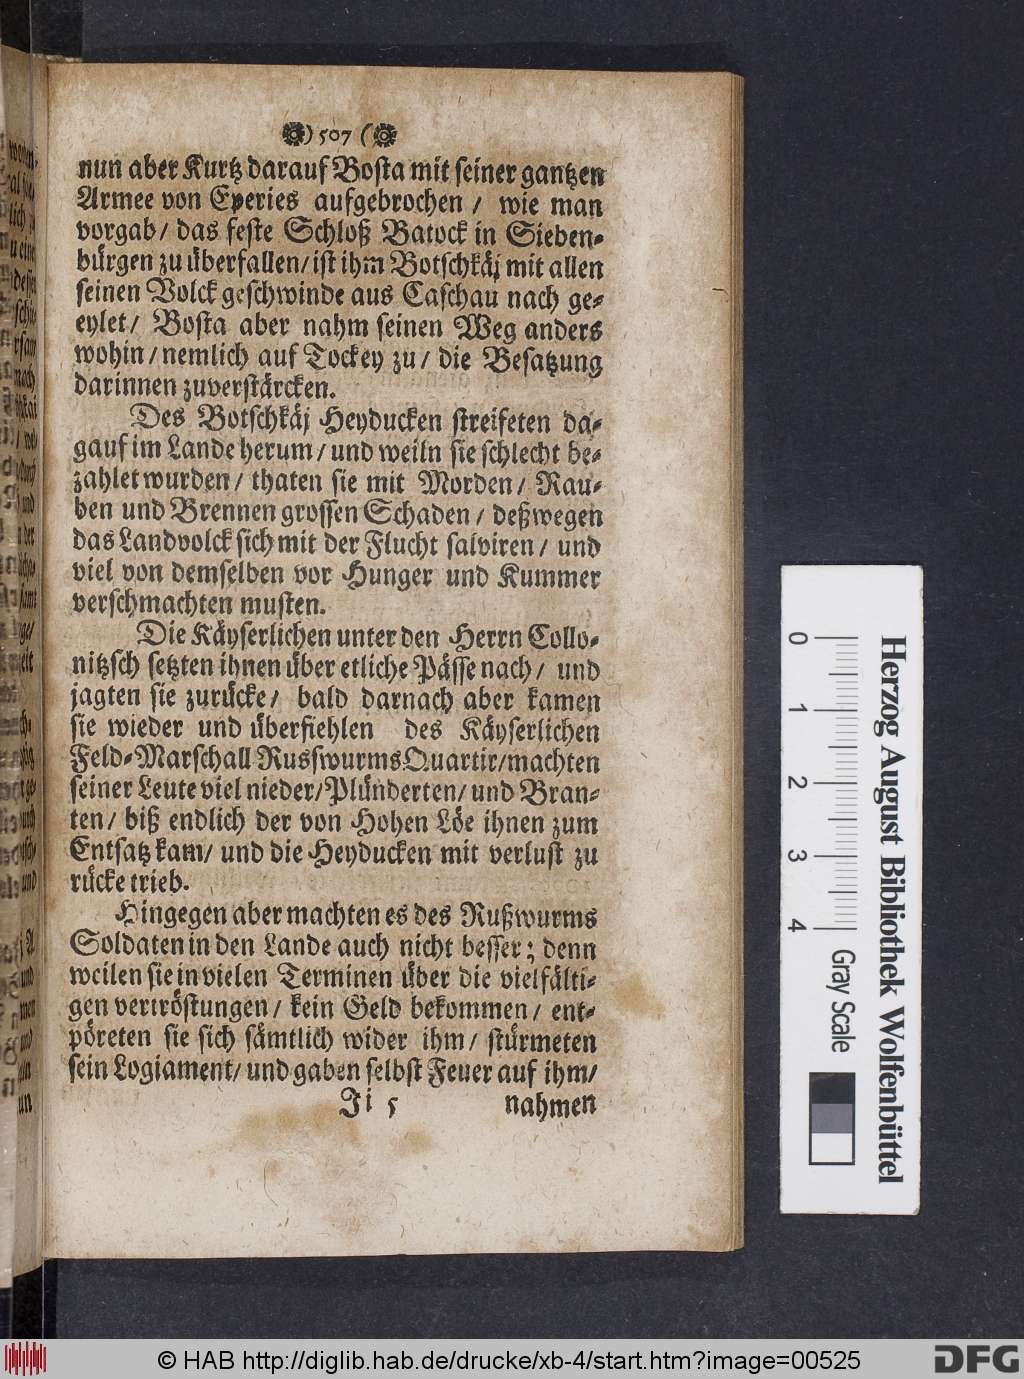 ) 507 (
nun aber Kurtz darauf Bosta mit seiner gantzen
Armee von Eperies aufgebrochen / wie man
vorgab / das feste Schloß Batock in Sieben-
bürgen zu überfallen / ist ihm Botschkäj mit allen
seinen Volck geschwinde aus Caschau nach ge-
eylet / Bosta aber nahm seinen Weg anders
wohin / nemlich auf Tockey zu / die Besatzung
darinnen zuverstärcken.
Des Botschkäj Heyducken streifeten da-
gauf im Lande herum / und weiln sie schlecht be-
zahlet wurden / thaten sie mit Morden / Rau-
ben und Brennen grossen Schaden / deßwegen
das Landvolck sich mit der Flucht salviren / und
viel von demselben vor Hunger und Kummer
verschmachten musten.
Die Käyserlichen unter den Herrn Collo-
nitzsch setzten ihnen über etliche Pässe nach / und
jagten sie zurücke / bald darnach aber kamen
sie wieder und überfiehlen des Käyserlichen
Feld-Marschall Russwurms Quartir / machten
seiner Leute viel nieder / Plünderten / und Bran-
ten / biß endlich der von Hohen Löe ihnen zum
Entsatz kam / und die Heyducken mit verlust zu
rücke trieb.
Hingegen aber machten es des Rußwurms
Soldaten in den Lande auch nicht besser ; denn
weilen sie in vielen Terminen über die vielfälti-
gen vertröstungen / kein Geld bekommen / ent-
pöreten sie sich sämtlich wider ihm / stürmeten
sein Logiament / und gaben selbst Feuer auf ihm /
Ji 5 nahmen
0 1 2 3 4
Herzog August Bibliothek Wolfenbüttel
Gray Scale
© HAB http://diglib.hab.de/drucke/xb-4/start.htm?image=00525
DFG